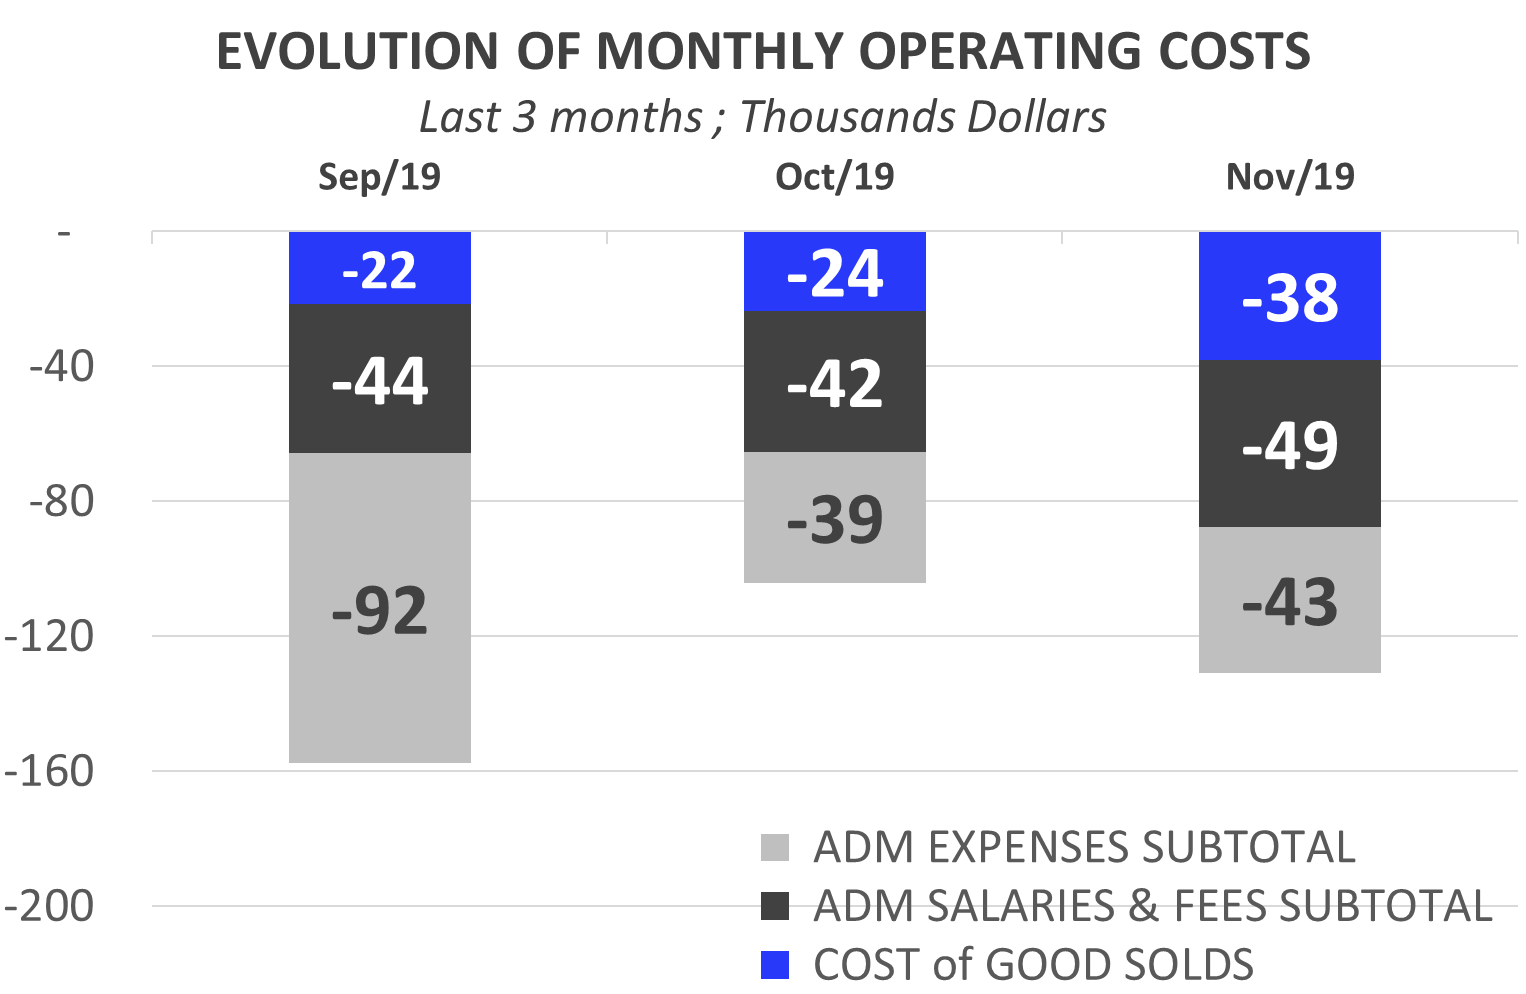 EVOLUTION OF MONTHLY OPERATING COSTS
Last 3 months ; Thousands Dollars
Sep/19 Oct/19 Nov/19
-
-22 -24 -38
-40
-44 -42 -49
-80
-39
-92 -43
-120
-160
ADM EXPENSES SUBTOTAL
-200
ADM SALARIES & FEES SUBTOTAL
COST of GOOD SOLDS